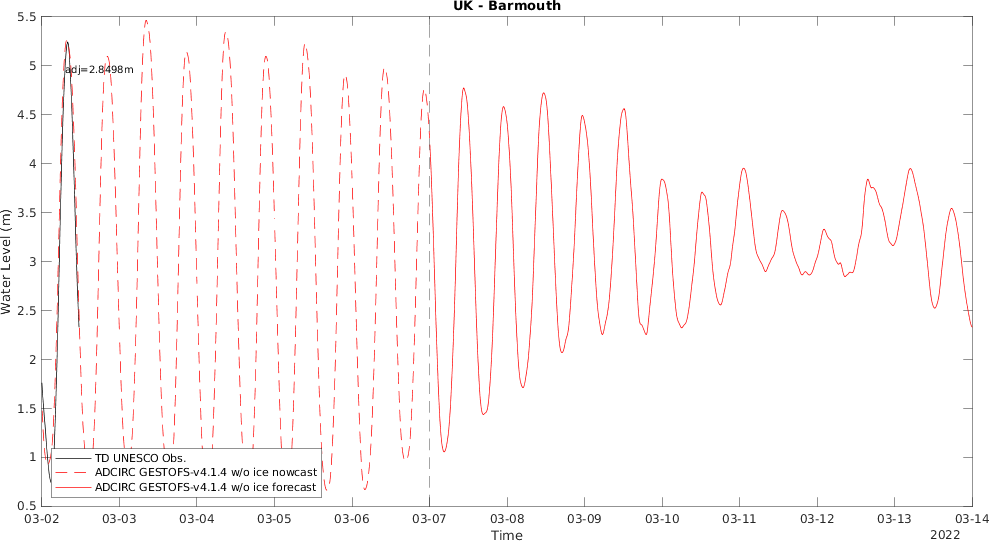 UK - Barmouth
5.5
5
4.5
4
3.5
3
2.5
2
1.5
1
0.5
Water Level (m)
adj=2.8498m
TD UNESCO Obs.
ADCIRC GESTOFS-v4.1.4 w/o ice nowcast
ADCIRC GESTOFS-v4.1.4 w/o ice forecast
03-02 03-03 03-04 03-05 03-06 03-07 03-08 03-09 03-10 03-11 03-12 03-13 03-14
Time
2022